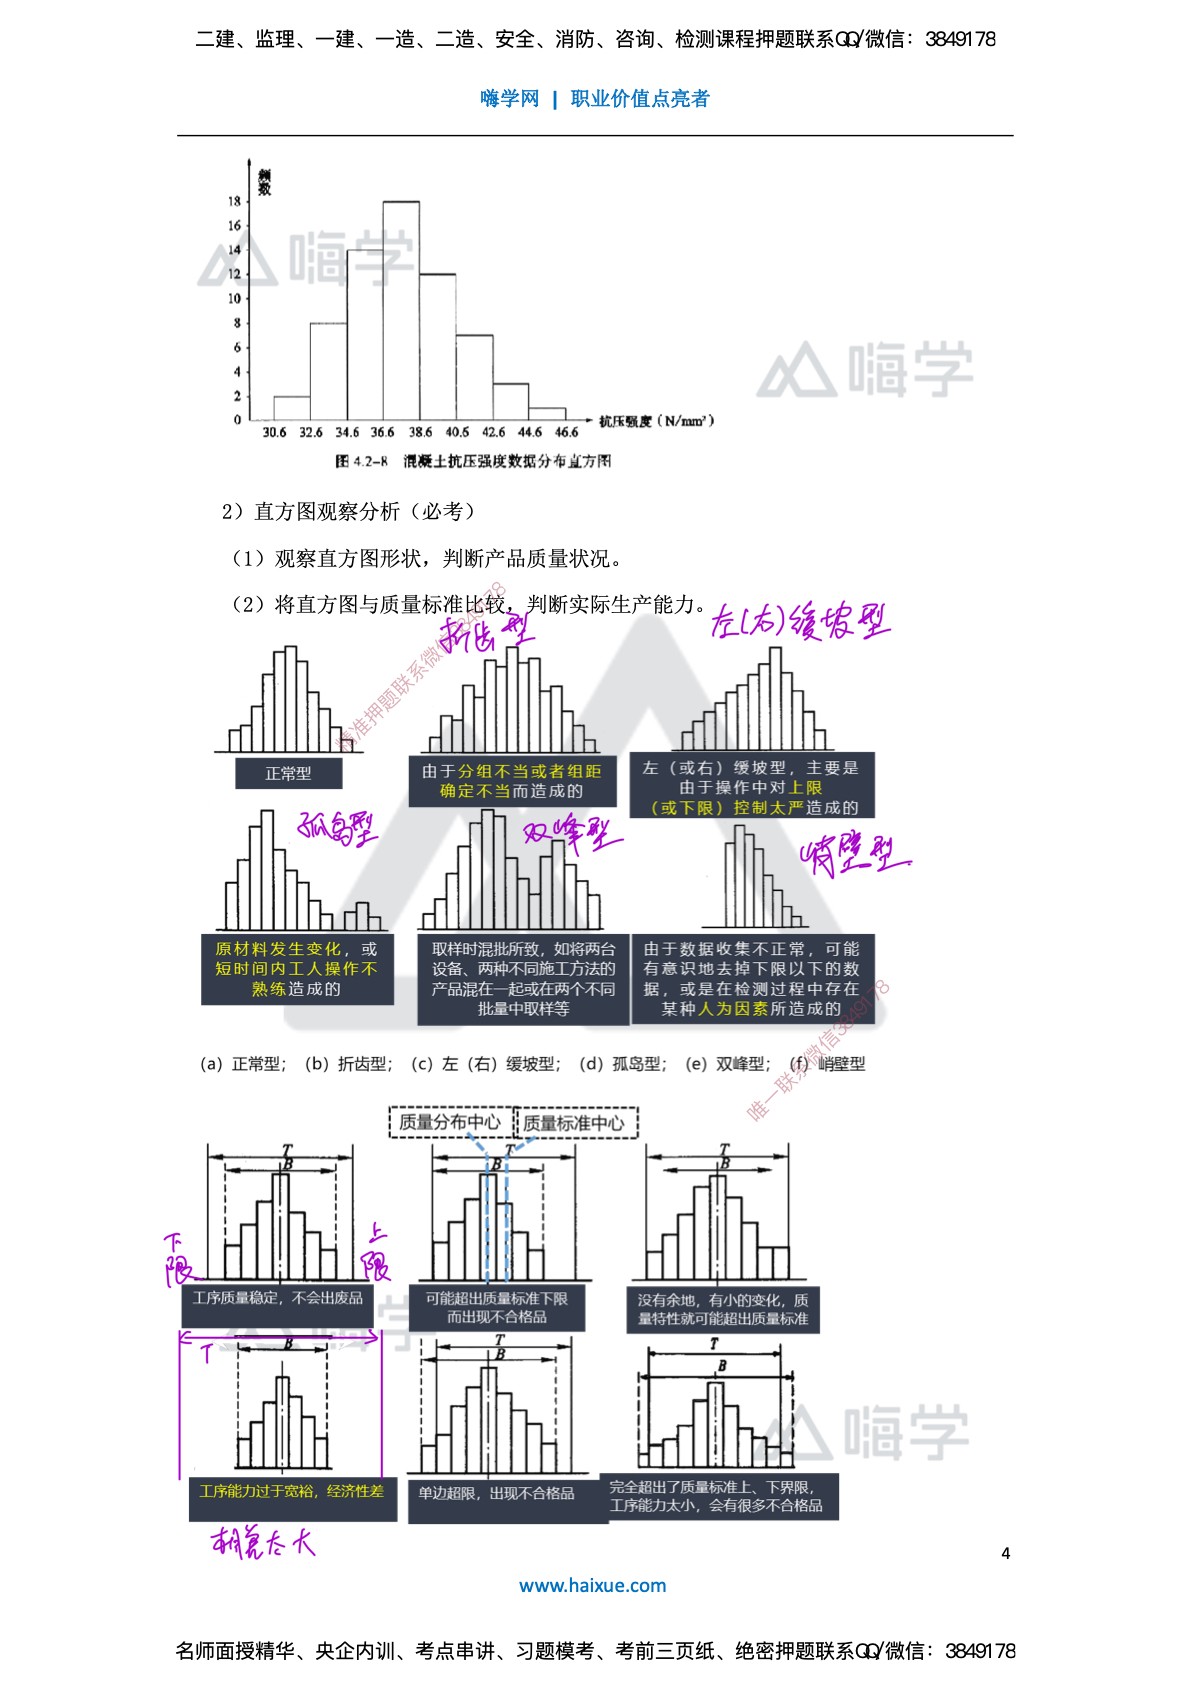 二建、监理、一建、一造、二造、安全、消防、咨询、检测课程押题联系QQ/微信：3849178
嗨学网 | 职业价值点亮者
频数
18
16
14
12
10
8
6
4
2
0
30.6 32.6 34.6 36.6 38.6 40.6 42.6 44.6 46.6
抗压强度（N/mm²）
图 4.2-8 混凝土抗压强度数据分布直方图
嗨学
嗨学
2）直方图观察分析（必考）
（1）观察直方图形状，判断产品质量状况。
（2）将直方图与质量标准比较，判断实际生产能力。
精准押题联系微信3849178
折齿型
左(右)缓坡型
正常型
由于分组不当或者组距
确定不当而造成的
左（或右）缓坡型，主要是
由于操作中对上限
（或下限）控制太严造成的
孤岛型
双峰型
峭壁型
原材料发生变化，或
短时间内工人操作不
熟练造成的
取样时混批所致，如将两台
设备、两种不同施工方法的
产品混在一起或在两个不同
批量中取样等
由于数据收集不正常，可能
有意识地去掉下限以下的数
据，或是在检测过程中存在
某种人为因素所造成的
唯一联系微信3849178
（a）正常型；（b）折齿型；（c）左（右）缓坡型；（d）孤岛型；（e）双峰型；（f）峭壁型
质量分布中心
质量标准中心
T
B
T
B
T
B
下限
上限
工序质量稳定，不会出废品
可能超出质量标准下限
而出现不合格品
没有余地，有小的变化，质
量特性就可能超出质量标准
嗨学
T
B
T
B
T
B
嗨学
工序能力过于宽裕，经济性差
单边超限，出现不合格品
完全超出了质量标准上、下界限，
工序能力太小，会有很多不合格品
相差太大
4
www.haixue.com
名师面授精华、央企内训、考点串讲、习题模考、考前三页纸、绝密押题联系QQ/微信：3849178